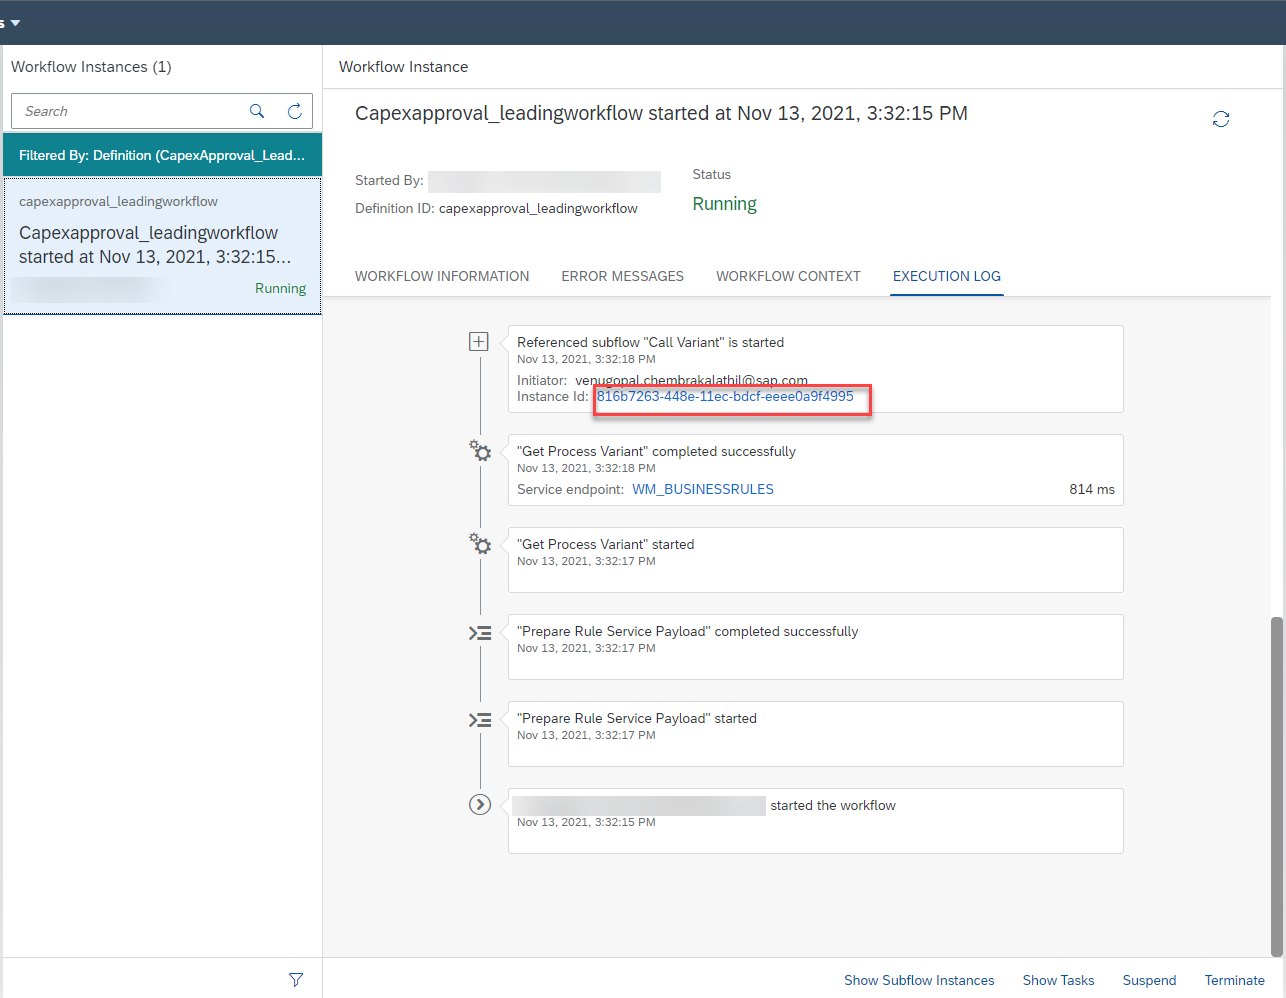 s
Workflow Instances (1)
Search
Filtered By: Definition (CapexApproval_Lead...
capexapproval_leadingworkflow
Capexapproval_leadingworkflow
started at Nov 13, 2021, 3:32:15...
Running
Workflow Instance
Capexapproval_leadingworkflow started at Nov 13, 2021, 3:32:15 PM
Started By:
Definition ID: capexapproval_leadingworkflow
Status
Running
WORKFLOW INFORMATION ERROR MESSAGES WORKFLOW CONTEXT EXECUTION LOG
Referenced subflow "Call Variant" is started
Nov 13, 2021, 3:32:18 PM
Initiator: venugopal.chembrakalathil@sap.com
Instance Id: 816b7263-448e-11ec-bdcf-eeee0a9f4995
"Get Process Variant" completed successfully
Nov 13, 2021, 3:32:18 PM
Service endpoint: WM_BUSINESSRULES 814 ms
"Get Process Variant" started
Nov 13, 2021, 3:32:17 PM
"Prepare Rule Service Payload" completed successfully
Nov 13, 2021, 3:32:17 PM
"Prepare Rule Service Payload" started
Nov 13, 2021, 3:32:17 PM
started the workflow
Nov 13, 2021, 3:32:15 PM
Show Subflow Instances Show Tasks Suspend Terminate